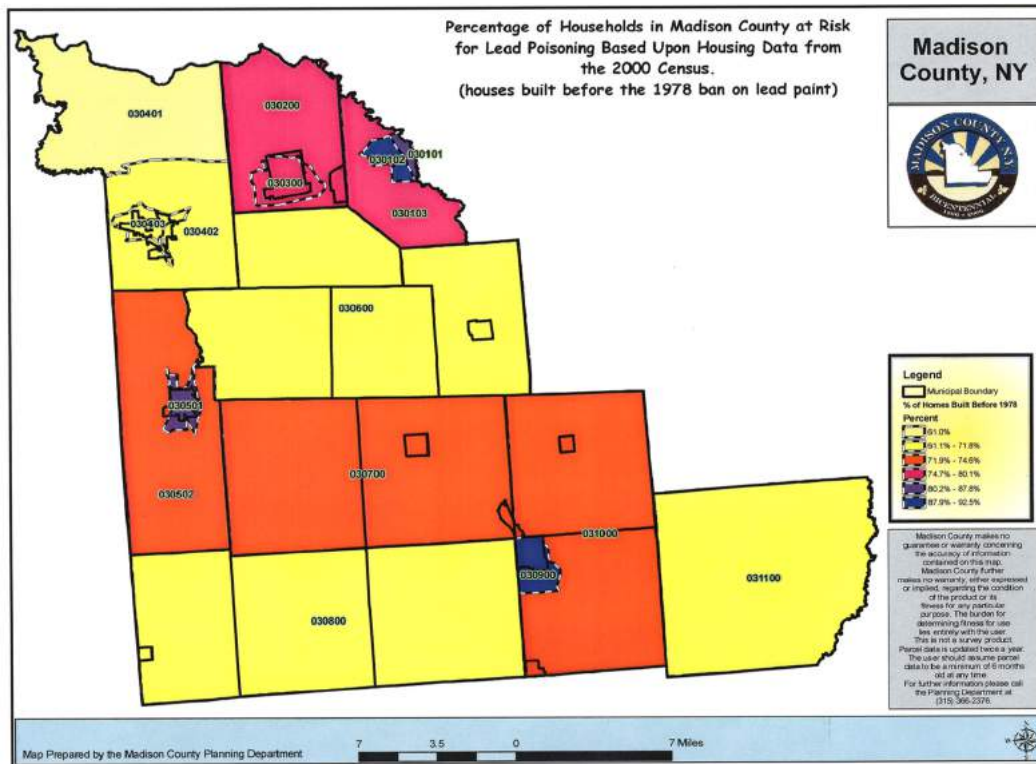 Percentage of Households in Madison County at Risk
for Lead Poisoning Based Upon Housing Data from
the 2000 Census.
(houses built before the 1978 ban on lead paint)
Madison
County, NY
MADISON COUNTY N.Y.
BICENTENNIAL
030401
030200
030102
030101
030300
030103
030403
030402
030600
030501
030502
030700
031000
030900
031100
030800
Legend
Municipal Boundary
% of Homes Built Before 1978
Percent
61.0%
61.1% - 71.8%
71.9% - 74.6%
74.7% - 80.1%
80.2% - 87.8%
87.9% - 92.5%
Madison County makes no
guarantee or warranty concerning
the accuracy of information
contained on this map.
Madison County further
makes no warranty, either expressed
or implied, regarding the condition
of the product or its
fitness for any particular
purpose. The burden for
determining fitness for use
lies entirely with the user.
This is not a survey product.
Parcel data is updated twice a year.
The user should assume parcel
data to be a minimum of 6 months
old at any time.
For further information please call
the Planning Department at
(315) 366-2376.
Map Prepared by the Madison County Planning Department
7 3.5 0 7 Miles